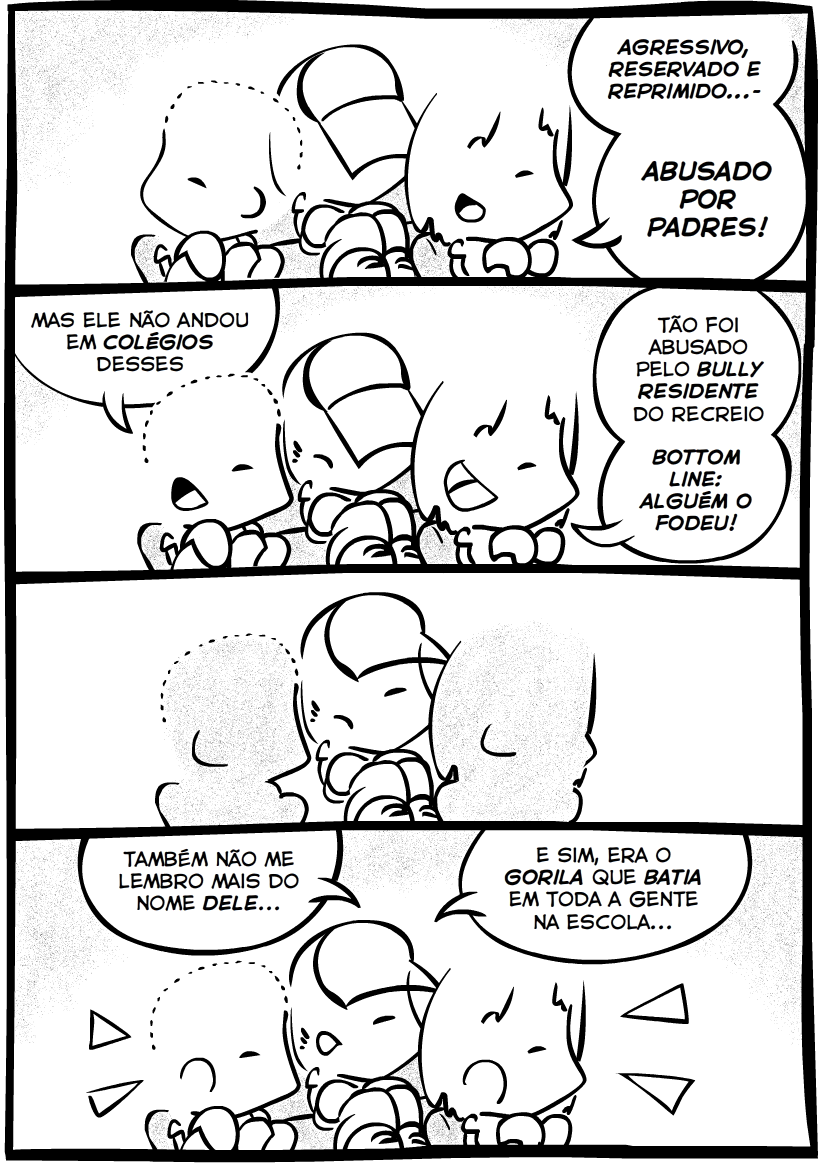 AGRESSIVO,
RESERVADO E
REPRIMIDO...-
ABUSADO
POR
PADRES!
MAS ELE NÃO ANDOU
EM COLÉGIOS
DESSES
TÃO FOI
ABUSADO
PELO BULLY
RESIDENTE
DO RECREIO
BOTTOM
LINE:
ALGUÉM O
FODEU!
TAMBÉM NÃO ME
LEMBRO MAIS DO
NOME DELE...
E SIM, ERA O
GORILA QUE BATIA
EM TODA A GENTE
NA ESCOLA...